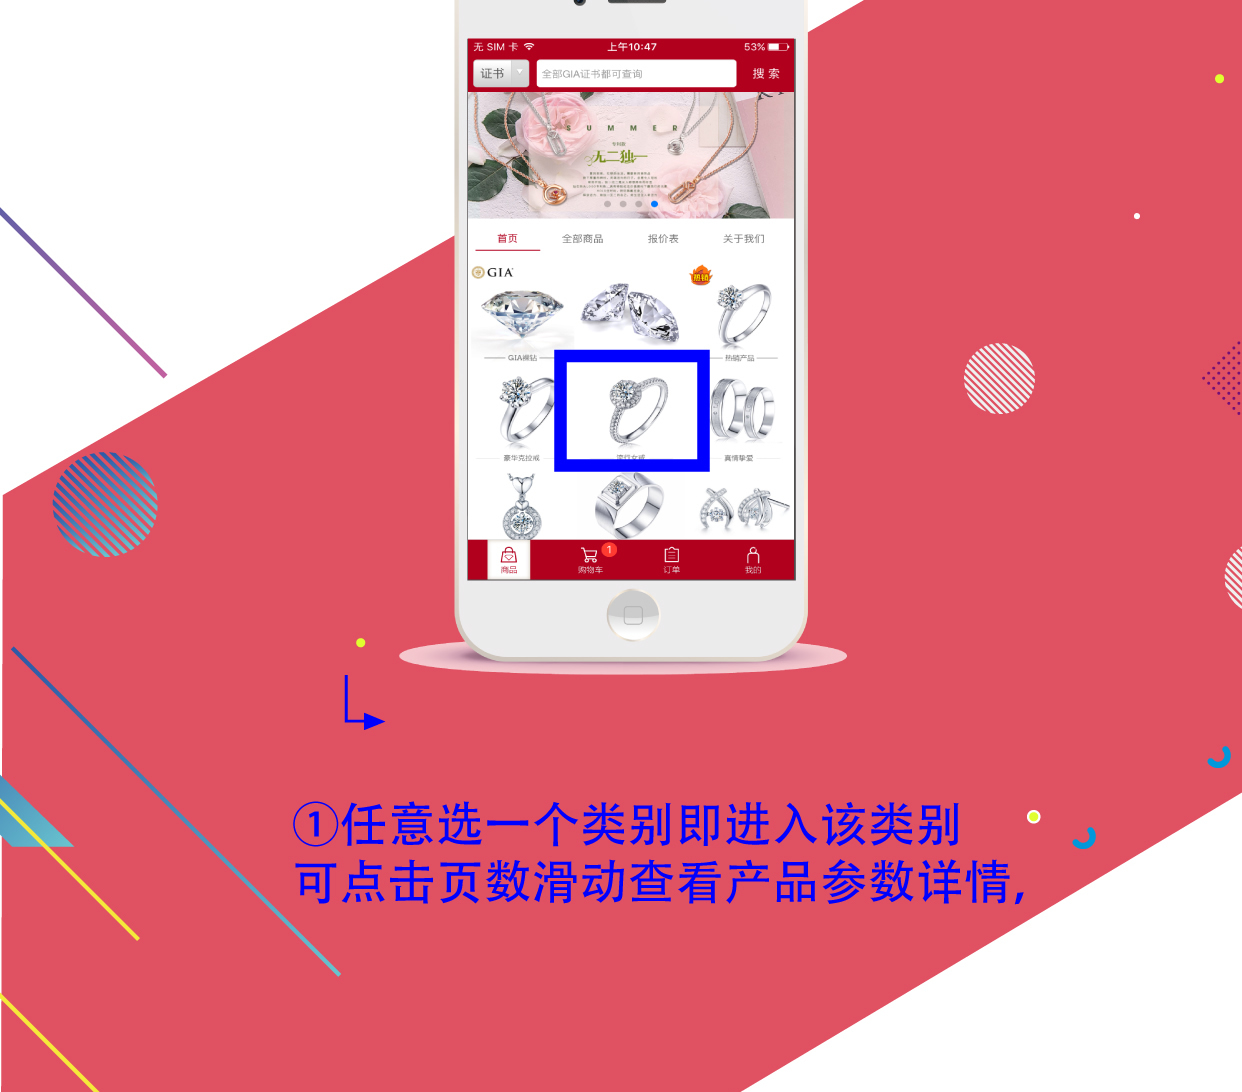 无 SIM 卡
上午10:47
53%
证书
全部GIA证书都可查询
搜 索
SUMMER
无二独一
首页
全部商品
报价表
关于我们
GIA
热销
GIA裸钻
热销产品
豪华克拉戒
流行女戒
真情挚爱
商品
购物车
1
订单
我的
①任意选一个类别即进入该类别
可点击页数滑动查看产品参数详情,